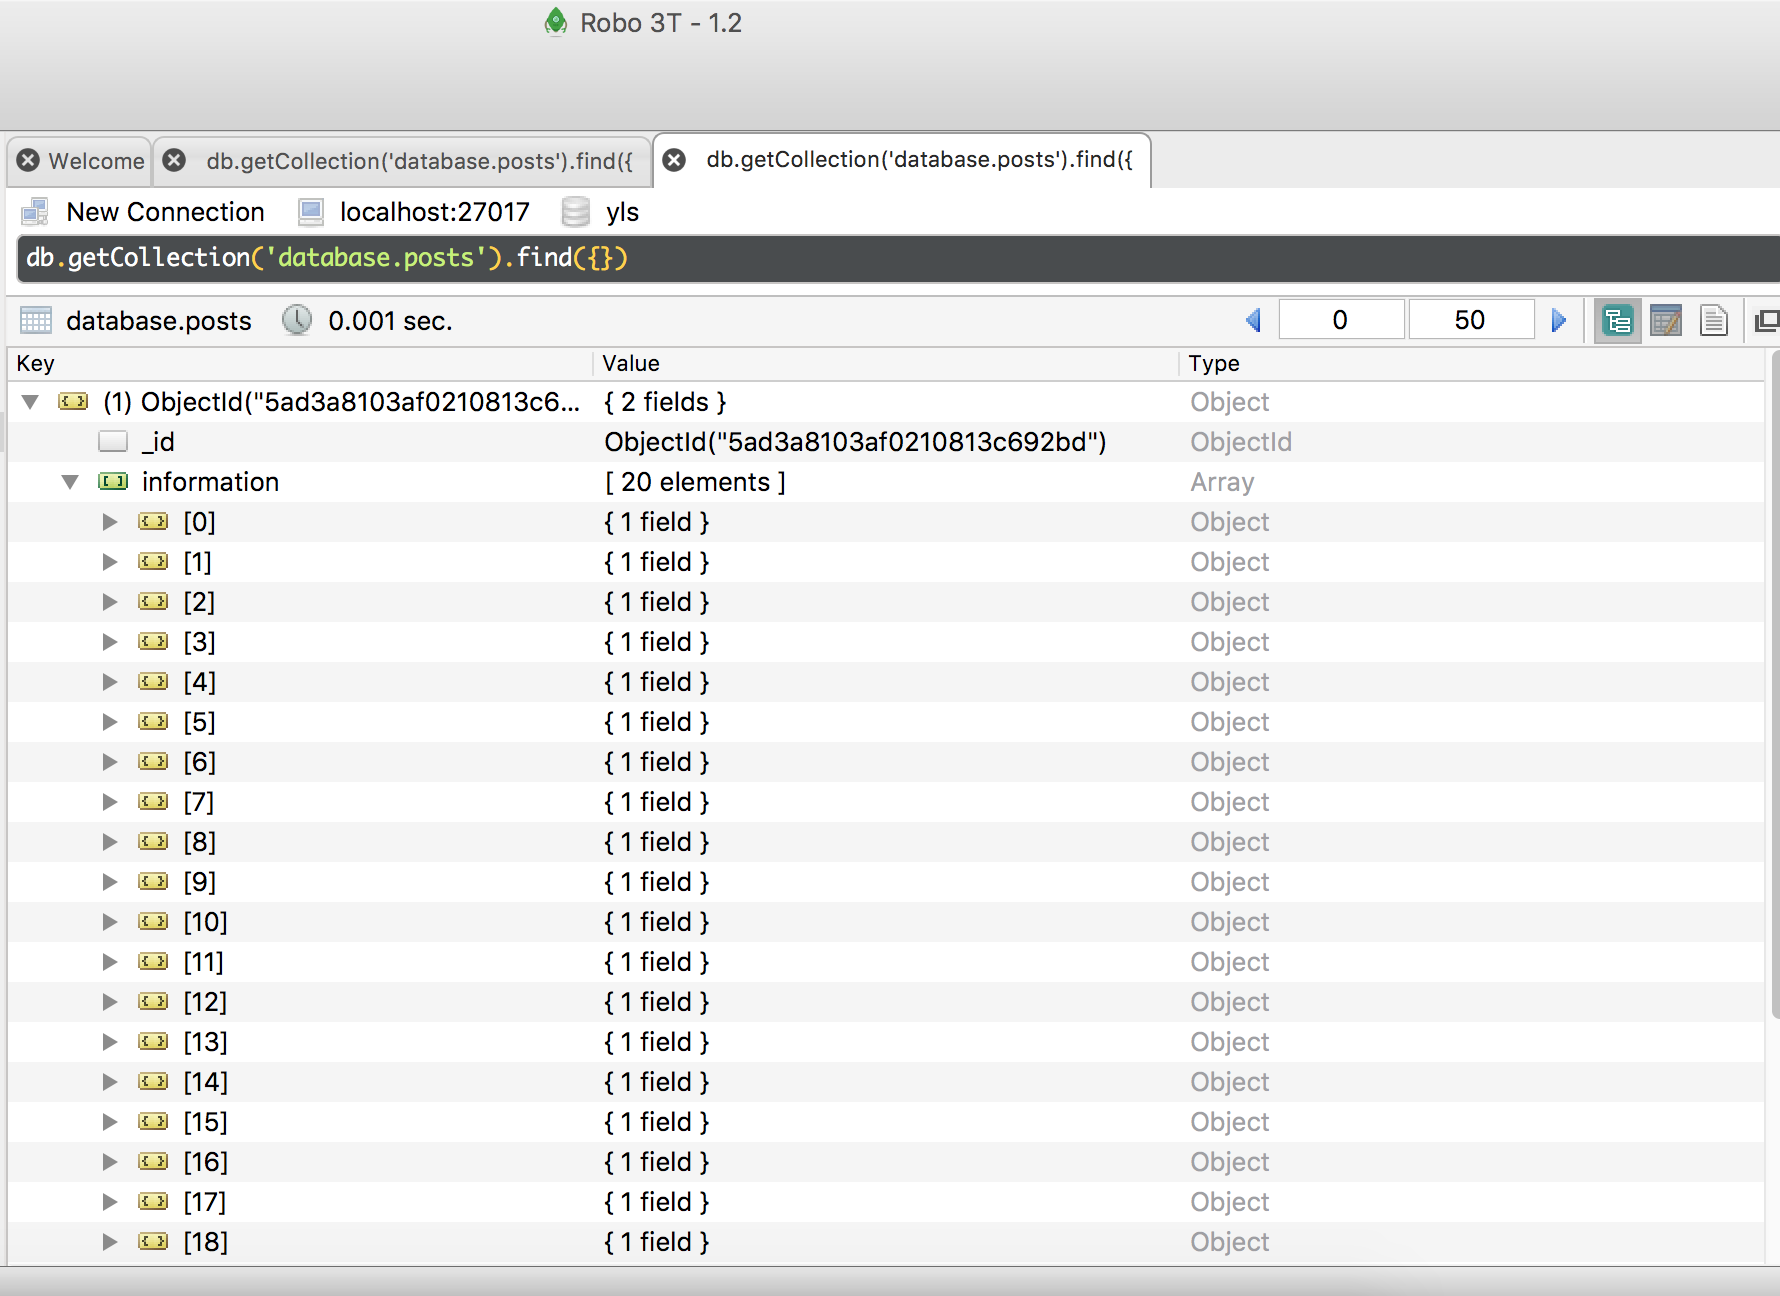 Robo 3T - 1.2
Welcome db.getCollection('database.posts').find({ db.getCollection('database.posts').find({
New Connection localhost:27017 yls
db.getCollection('database.posts').find({})
database.posts 0.001 sec. 0 50
Key Value Type
(1) ObjectId("5ad3a8103af0210813c6... { 2 fields } Object
_id ObjectId("5ad3a8103af0210813c692bd") ObjectId
information [ 20 elements ] Array
[0] { 1 field } Object
[1] { 1 field } Object
[2] { 1 field } Object
[3] { 1 field } Object
[4] { 1 field } Object
[5] { 1 field } Object
[6] { 1 field } Object
[7] { 1 field } Object
[8] { 1 field } Object
[9] { 1 field } Object
[10] { 1 field } Object
[11] { 1 field } Object
[12] { 1 field } Object
[13] { 1 field } Object
[14] { 1 field } Object
[15] { 1 field } Object
[16] { 1 field } Object
[17] { 1 field } Object
[18] { 1 field } Object